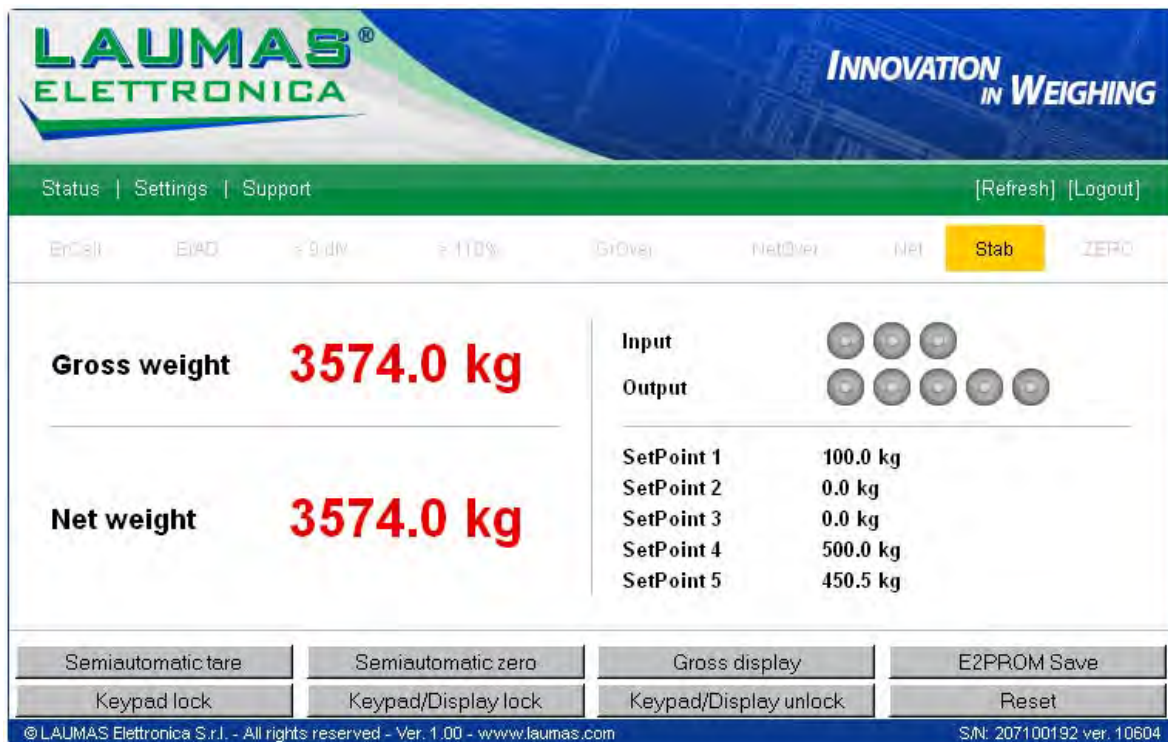 LAUMAS®
ELETTRONICA
INNOVATION
IN WEIGHING
Status | Settings | Support [Refresh] [Logout]
ErCell ErAD > 9 div > 110% GrOver NetOver Net Stab ZERO
Gross weight 3574.0 kg
Net weight 3574.0 kg
Input
Output
SetPoint 1 100.0 kg
SetPoint 2 0.0 kg
SetPoint 3 0.0 kg
SetPoint 4 500.0 kg
SetPoint 5 450.5 kg
Semiautomatic tare Semiautomatic zero Gross display E2PROM Save
Keypad lock Keypad/Display lock Keypad/Display unlock Reset
© LAUMAS Elettronica S.r.l. - All rights reserved - Ver. 1.00 - www.laumas.com S/N: 207100192 ver. 10604